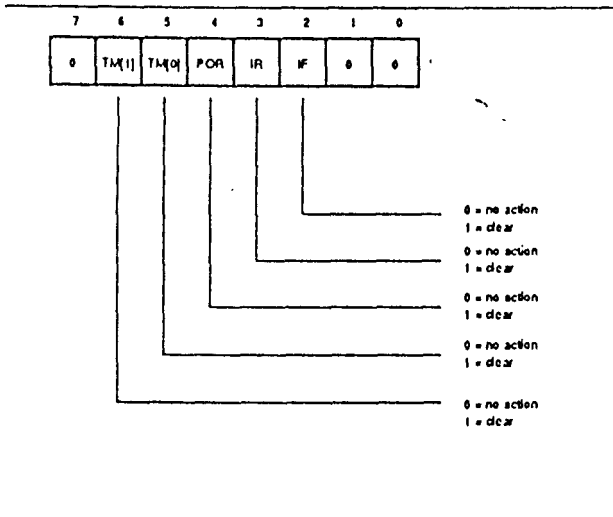 7 6 5 4 3 2 1 0
0 TM[1] TM[0] POR IR IF 0 0
0 = no action
1 = clear
0 = no action
1 = clear
0 = no action
1 = clear
0 = no action
1 = clear
0 = no action
1 = clear